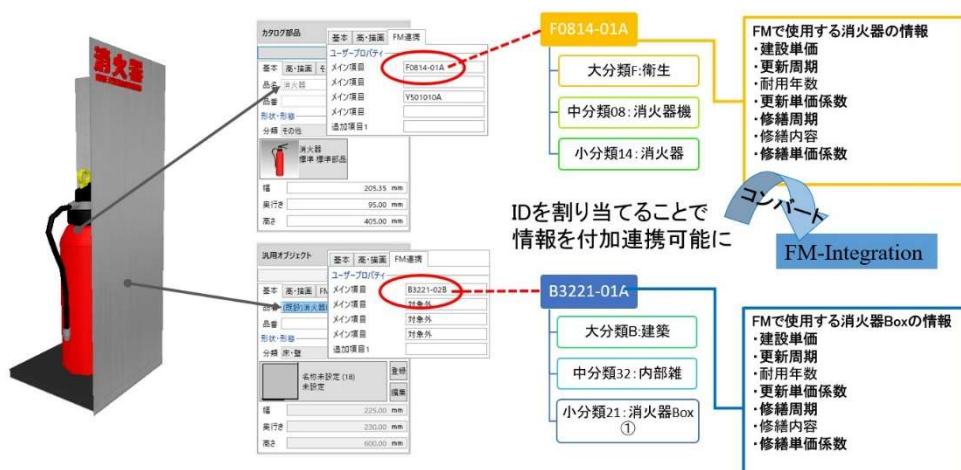 消火器
カタログ部品
基本 高・描画 FM連携
ユーザープロパティ
メイン項目 F0814-01A
メイン項目
メイン項目 Y501010A
メイン項目
追加項目1
基本 高・描画
品名 消火器
品番
形状・形態
分類 その他
消火器
標準 標準部品
幅 205.35 mm
奥行き 95.00 mm
高さ 405.00 mm
F0814-01A
大分類F:衛生
中分類08:消火器機
小分類14:消火器
FMで使用する消火器の情報
・建設単価
・更新周期
・耐用年数
・更新単価係数
・修繕周期
・修繕内容
・修繕単価係数
IDを割り当てることで
情報を付加連携可能に
コンバート
FM-Integration
汎用オブジェクト
基本 高・描画 FM連携
ユーザープロパティ
メイン項目 B3221-02B
メイン項目 対象外
メイン項目 対象外
メイン項目 対象外
追加項目1
基本 高・描画
品名 (既設)消火器
品番
形状・形態
分類 床・壁
名称未設定 (18)
未設定
登録
編集
幅 225.00 mm
奥行き 230.00 mm
高さ 600.00 mm
B3221-01A
大分類B:建築
中分類32:内部雑
小分類21:消火器Box
①
FMで使用する消火器Boxの情報
・建設単価
・更新周期
・耐用年数
・更新単価係数
・修繕周期
・修繕内容
・修繕単価係数